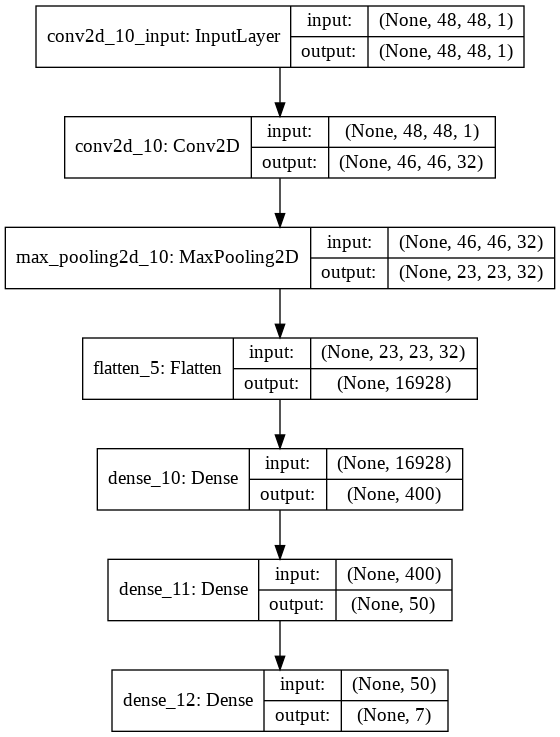 conv2d_10_input: InputLayer
input: (None, 48, 48, 1)
output: (None, 48, 48, 1)
conv2d_10: Conv2D
input: (None, 48, 48, 1)
output: (None, 46, 46, 32)
max_pooling2d_10: MaxPooling2D
input: (None, 46, 46, 32)
output: (None, 23, 23, 32)
flatten_5: Flatten
input: (None, 23, 23, 32)
output: (None, 16928)
dense_10: Dense
input: (None, 16928)
output: (None, 400)
dense_11: Dense
input: (None, 400)
output: (None, 50)
dense_12: Dense
input: (None, 50)
output: (None, 7)